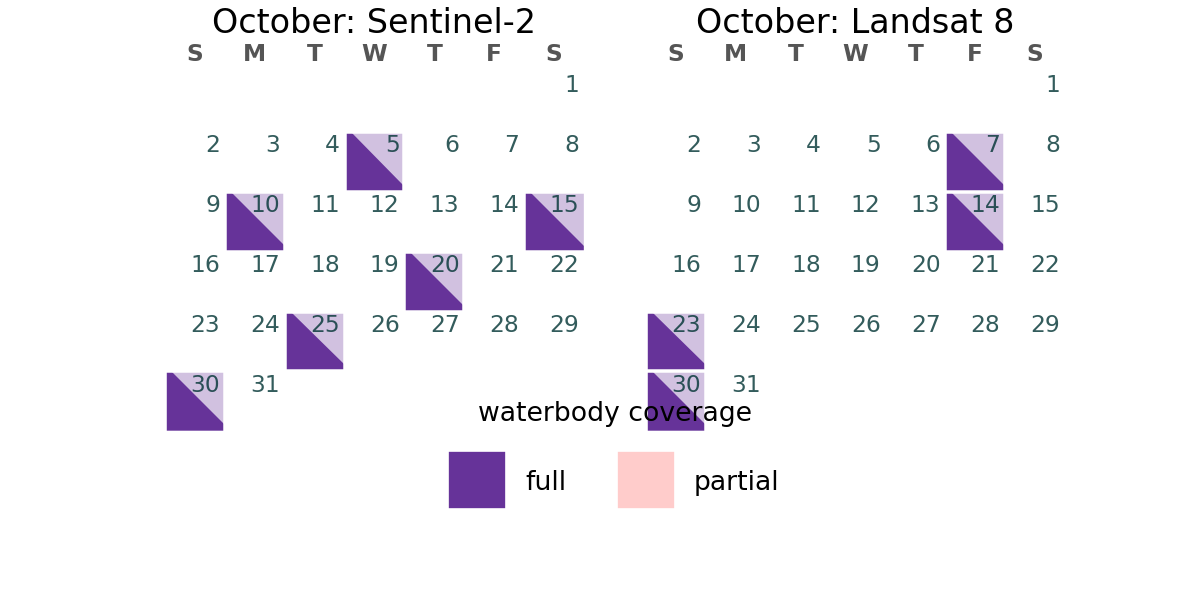 October: Sentinel-2
S M T W T F S
1
2 3 4 5 6 7 8
9 10 11 12 13 14 15
16 17 18 19 20 21 22
23 24 25 26 27 28 29
30 31
October: Landsat 8
S M T W T F S
1
2 3 4 5 6 7 8
9 10 11 12 13 14 15
16 17 18 19 20 21 22
23 24 25 26 27 28 29
30 31
waterbody coverage
full partial